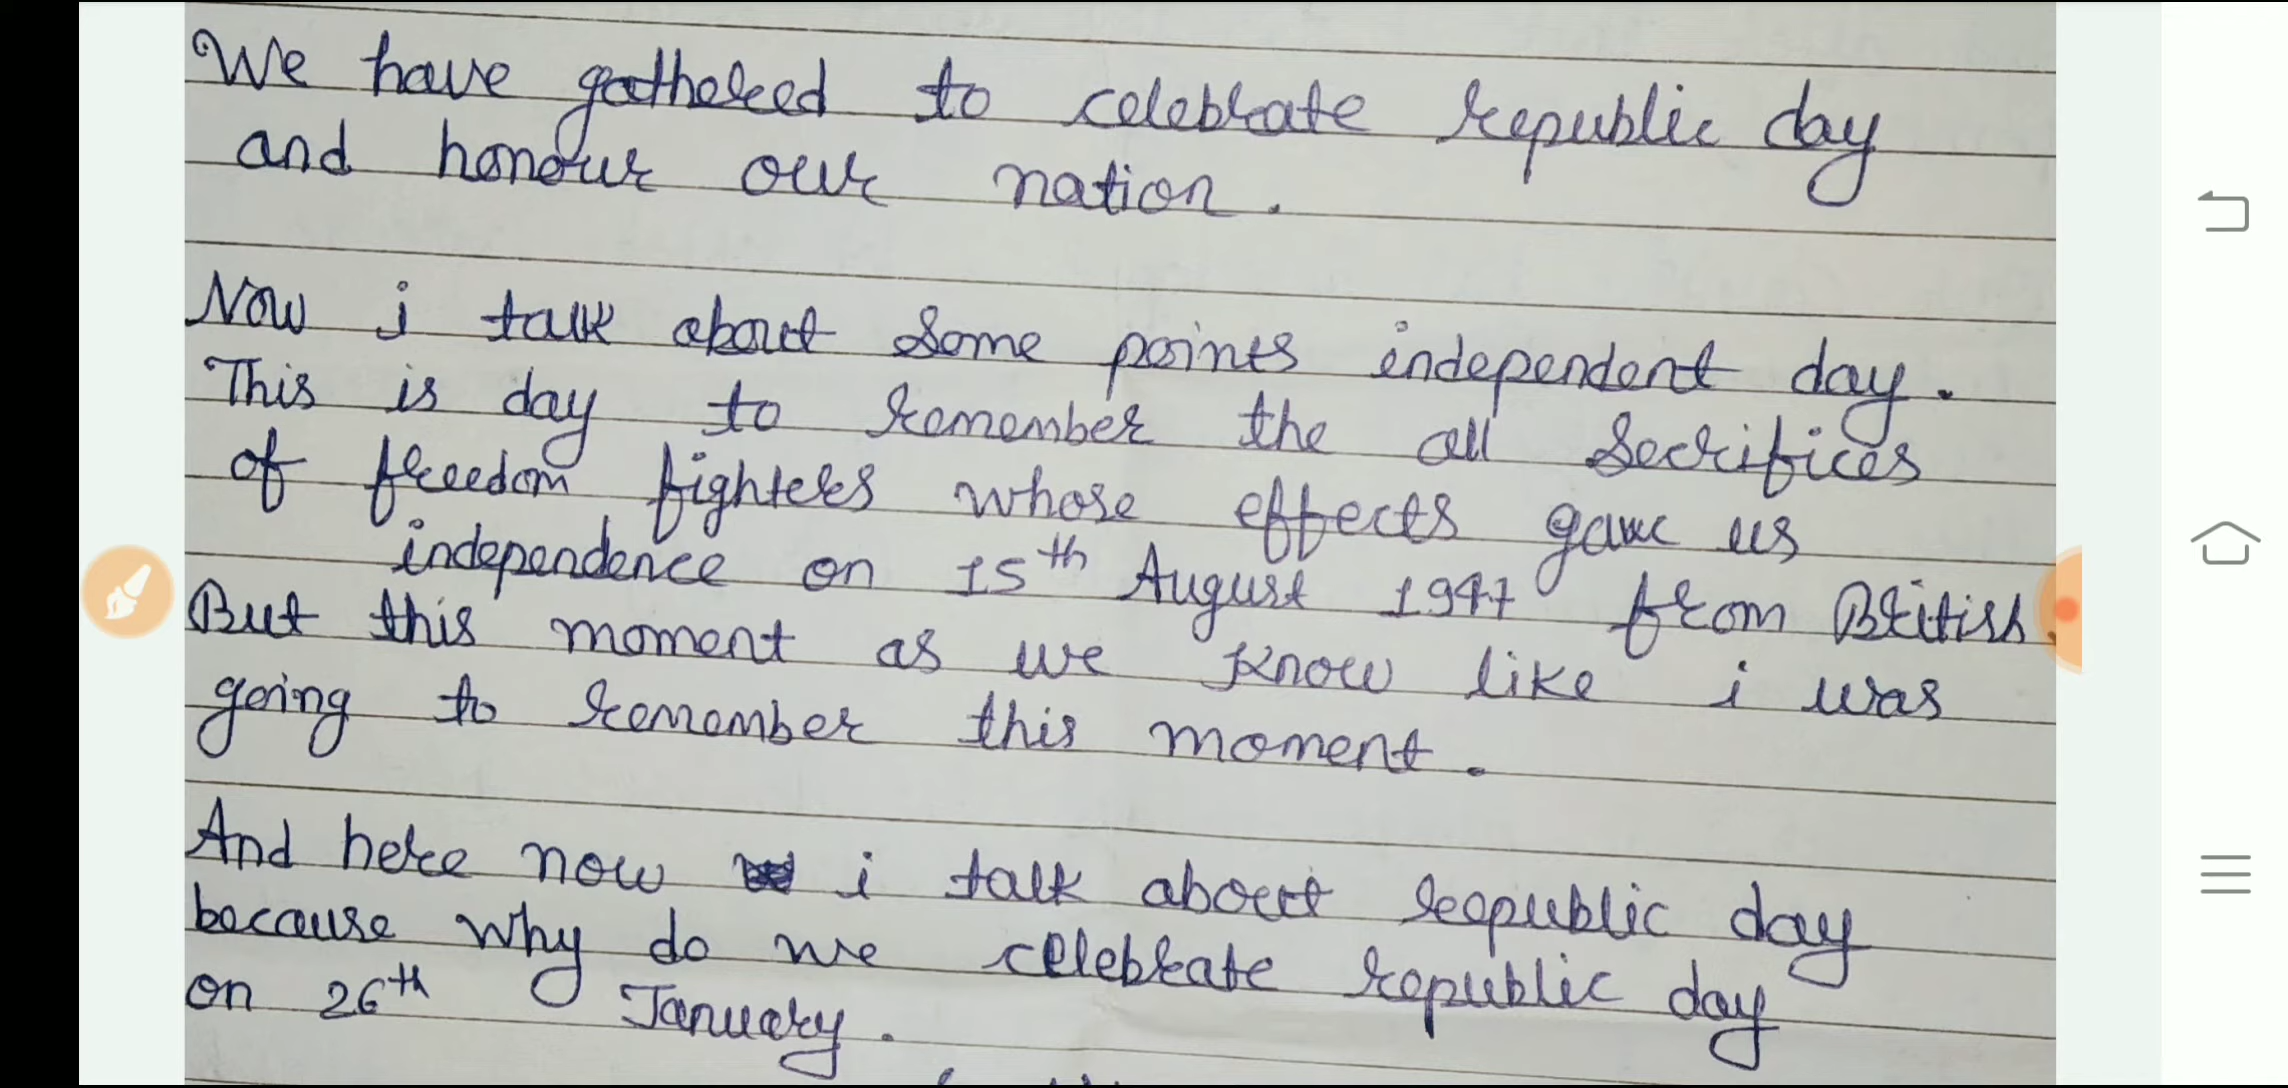 We have gathered to celebrate republic day
and honour our nation.
Now i talk about some points independent day.
This is day to remember the all secrifices
of freedom fighters whose effects gave us
independence on 15th August 1947 from British.
But this moment as we know like i was
going to remember this moment.
And here now i talk about reopublic day
because why do we celebrate republic day
on 26th January.